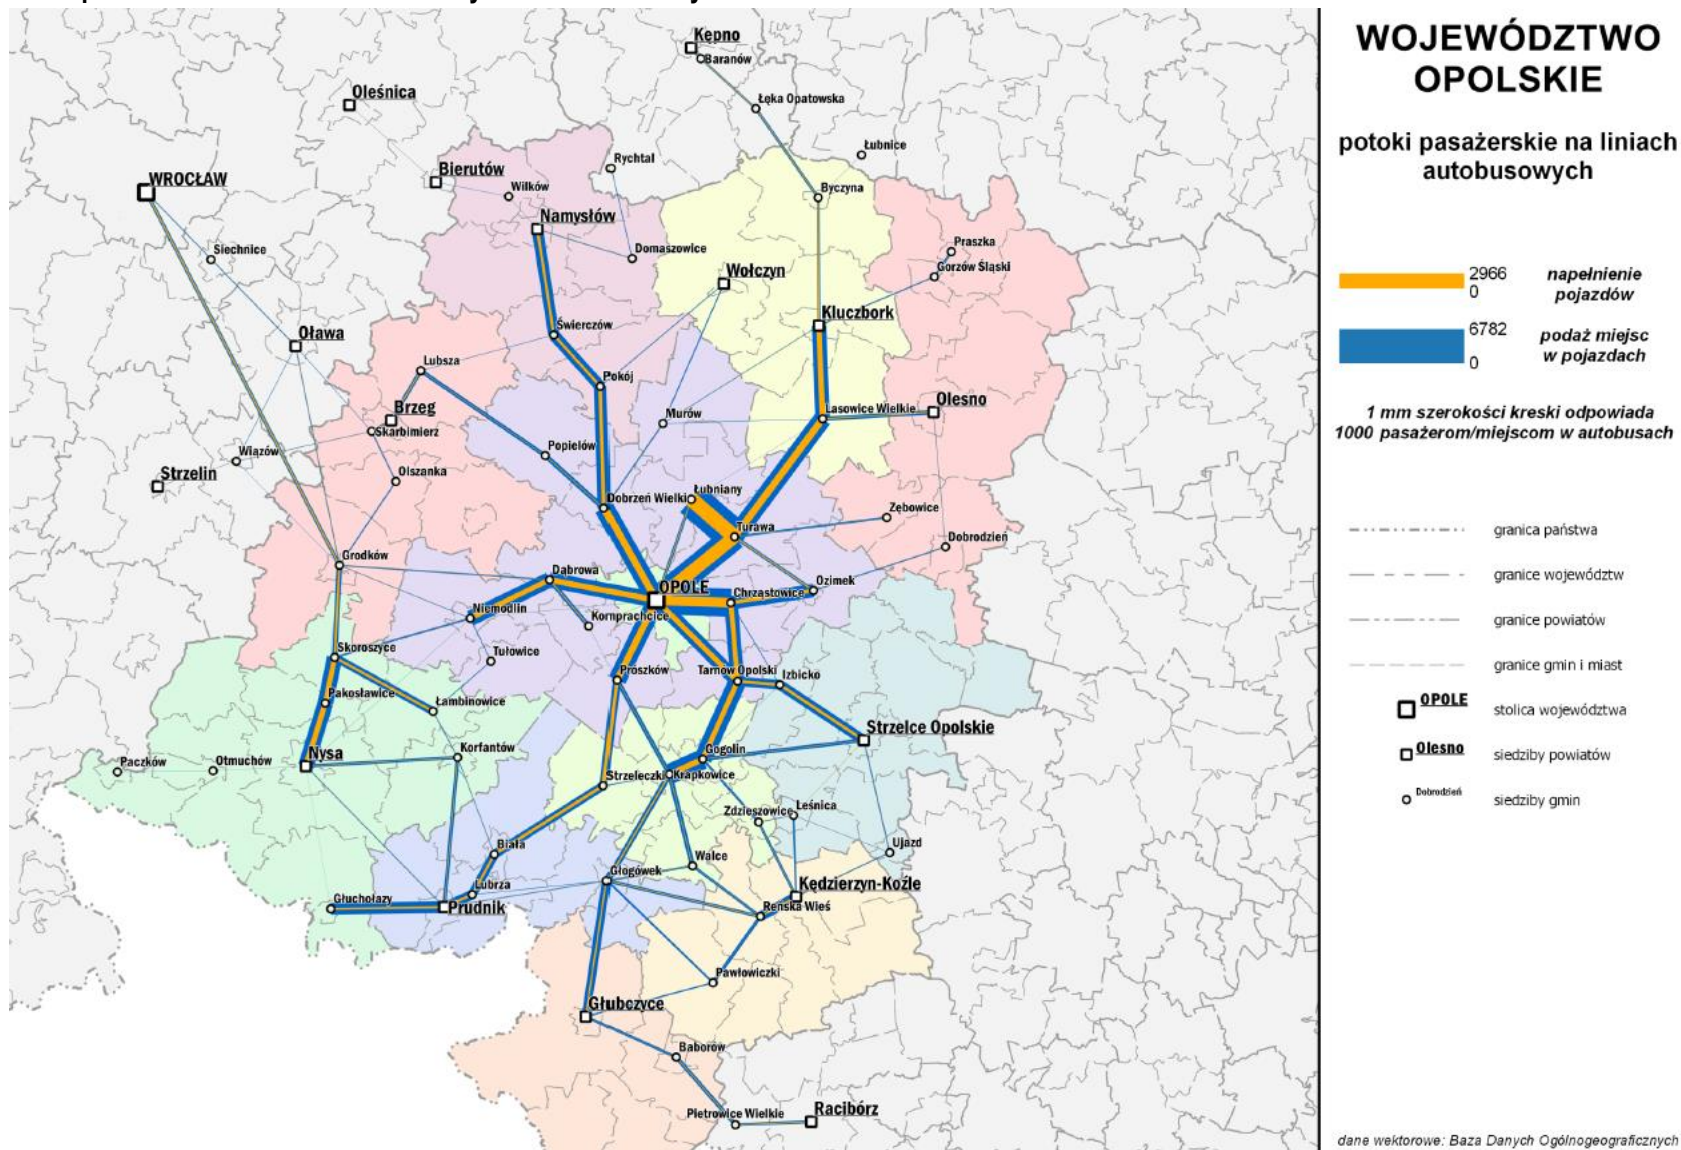 Kępno
Baranów
Oleśnica
Łęka Opatowska
Łubnice
Rychtal
Bierutów
WROCŁAW
Wilków
Byczyna
Namysłów
Siechnice
Domaszowice
Praszka
Gorzów Śląski
Wołczyn
Kluczbork
Oława
Świerczów
Lubsza
Pokój
Brzeg
Skarbimierz
Murów
Lasowice Wielkie
Olesno
Wiązów
Popielów
Strzelin
Olszanka
Dobrzeń Wielki
Łubniany
Turawa
Zębowice
Dobrodzień
Grodków
Dąbrowa
OPOLE
Chrząstowice
Ozimek
Niemodlin
Komprachcice
Skoroszyce
Tułowice
Prószków
Tarnów Opolski
Izbicko
Pakosławice
Łambinowice
Strzelce Opolskie
Nysa
Korfantów
Gogolin
Paczków
Otmuchów
Strzeleczki
Krapkowice
Zdzieszowice
Leśnica
Biała
Walce
Ujazd
Głogówek
Lubrza
Kędzierzyn-Koźle
Głuchołazy
Prudnik
Reńska Wieś
Pawłowiczki
Głubczyce
Baborów
Pietrowice Wielkie
Racibórz
WOJEWÓDZTWO
OPOLSKIE
potoki pasażerskie na liniach
autobusowych
2966
0
napełnienie
pojazdów
6782
0
podaż miejsc
w pojazdach
1 mm szerokości kreski odpowiada
1000 pasażerom/miejscom w autobusach
granica państwa
granice województw
granice powiatów
granice gmin i miast
OPOLE
stolica województwa
Olesno
siedziby powiatów
Dobrodzień
siedziby gmin
dane wektorowe: Baza Danych Ogólnogeograficznych